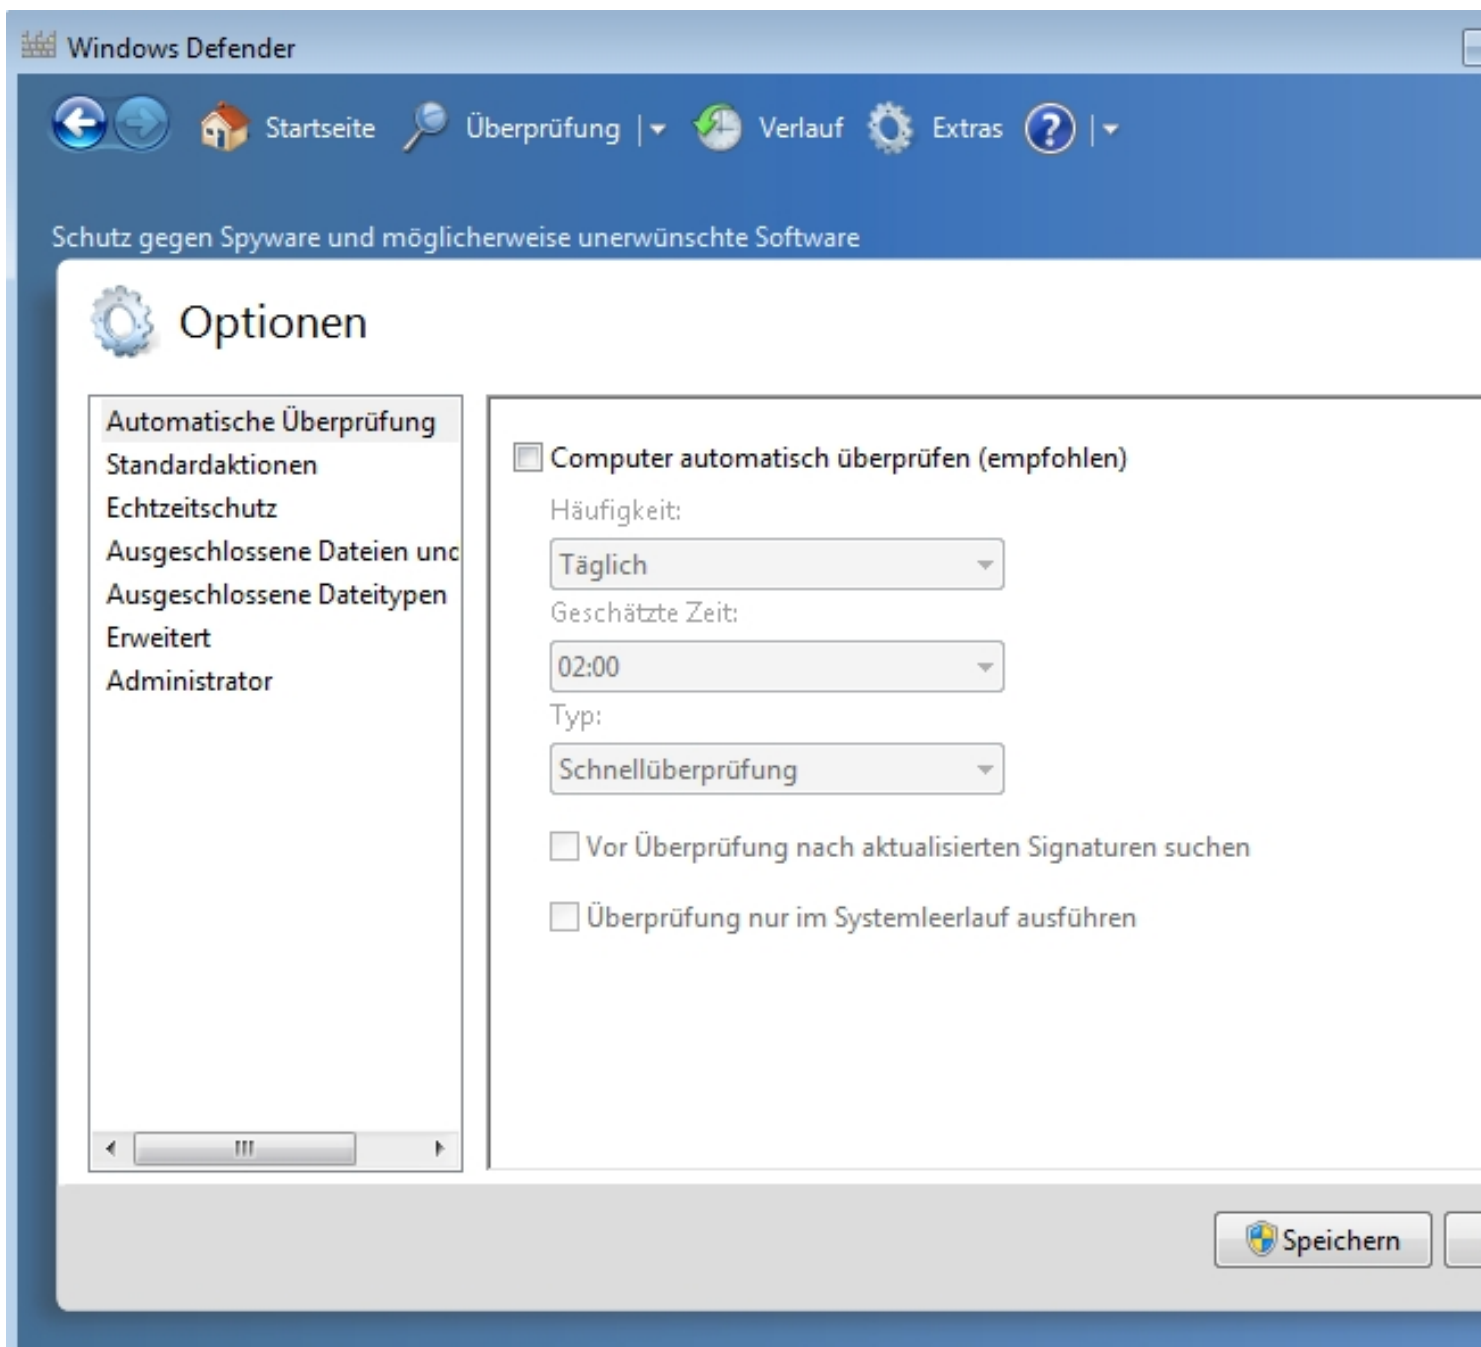 Windows Defender
Startseite Überprüfung Verlauf Extras
Schutz gegen Spyware und möglicherweise unerwünschte Software
Optionen
Automatische Überprüfung
Standardaktionen
Echtzeitschutz
Ausgeschlossene Dateien und
Ausgeschlossene Dateitypen
Erweitert
Administrator
Computer automatisch überprüfen (empfohlen)
Häufigkeit:
Täglich
Geschätzte Zeit:
02:00
Typ:
Schnellüberprüfung
Vor Überprüfung nach aktualisierten Signaturen suchen
Überprüfung nur im Systemleerlauf ausführen
Speichern